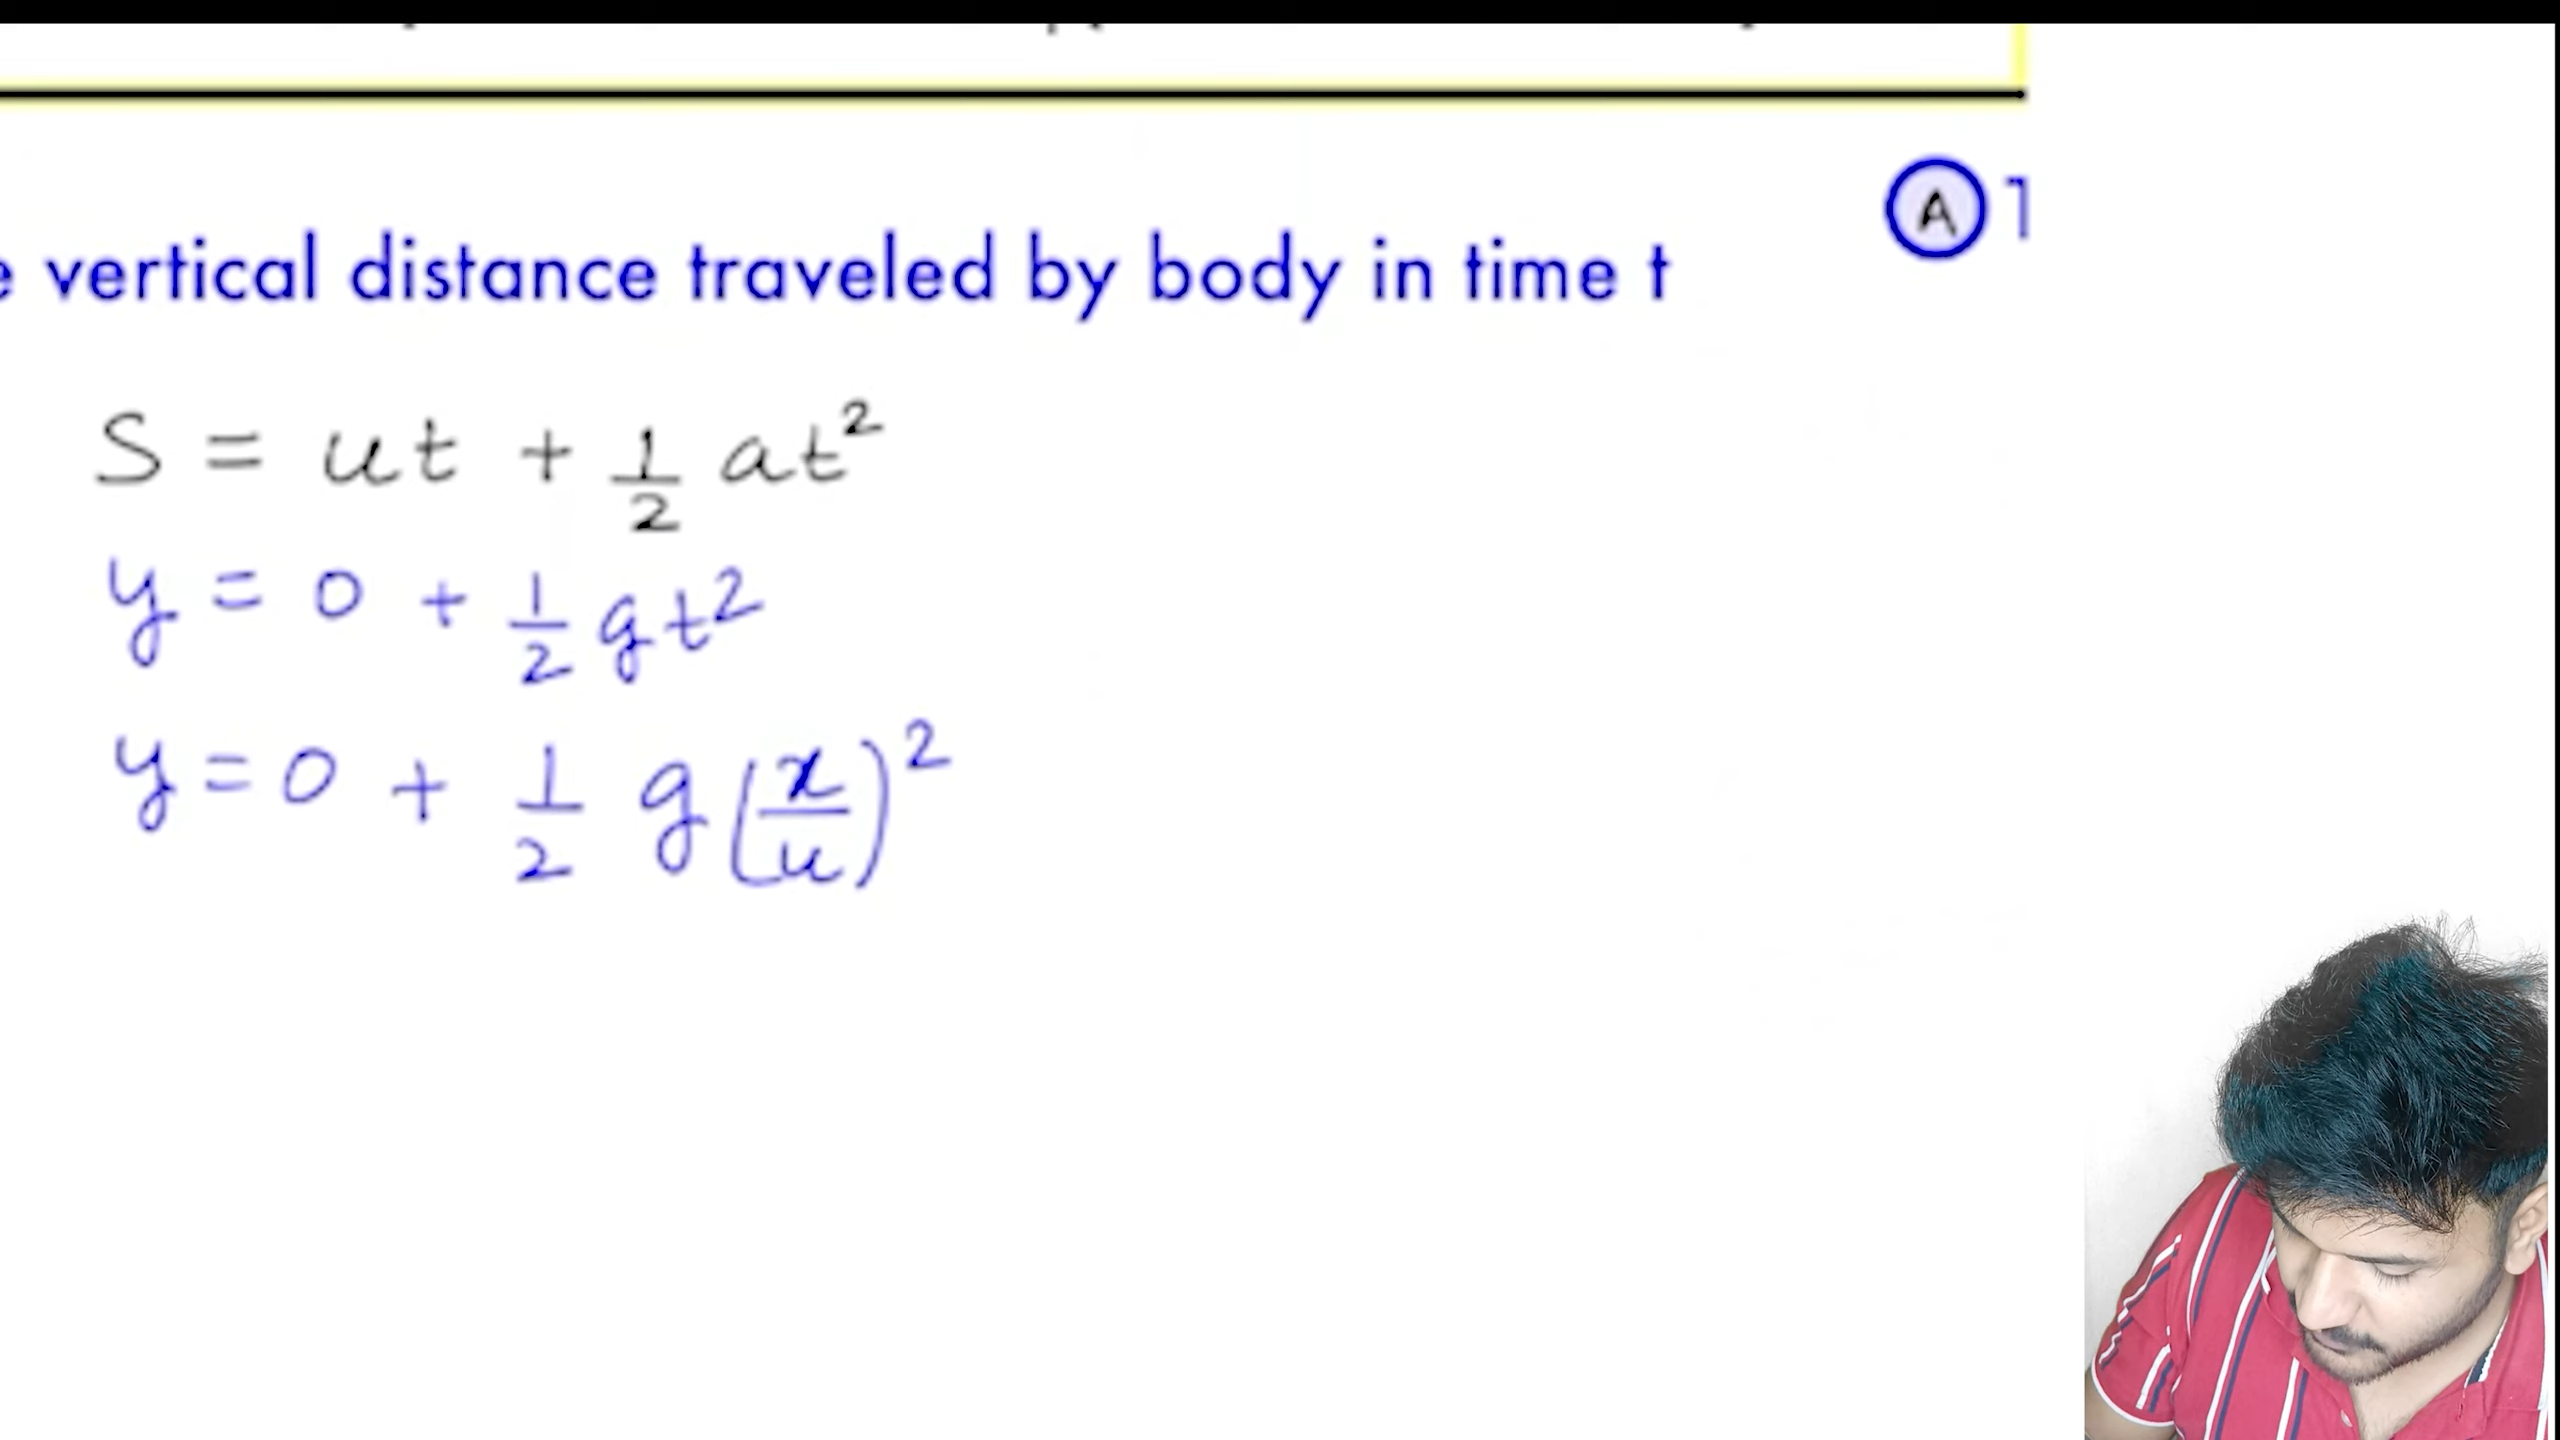 A 1
e vertical distance traveled by body in time t
S = ut + 1/2 at²
y = 0 + 1/2 gt²
y = 0 + 1/2 g(x/u)²